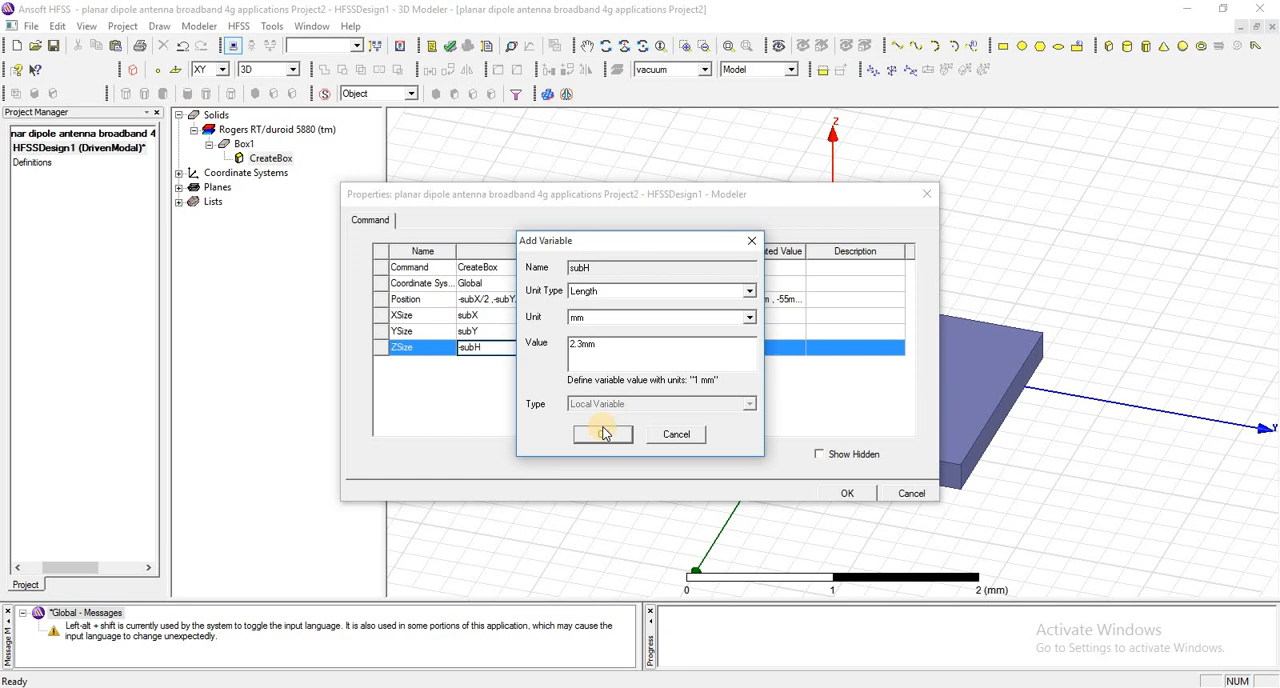 Ansoft HFSS - planar dipole antenna broadband 4g applications Project2 - HFSSDesign1 - 3D Modeler - [planar dipole antenna broadband 4g applications Project2]
File Edit View Project Draw Modeler HFSS Tools Window Help
XY 3D vacuum Model
Object
Project Manager
nar dipole antenna broadband 4
HFSSDesign1 (DrivenModal)*
Definitions
Project
Solids
Rogers RT/duroid 5880 (tm)
Box1
CreateBox
Coordinate Systems
Planes
Lists
Z
Properties: planar dipole antenna broadband 4g applications Project2 - HFSSDesign1 - Modeler
Command
Name ted Value Description
Command CreateBox
Coordinate Sys... Global
Position -subX/2 ,-subY, m , -55m...
XSize subX
YSize subY
ZSize -subH
Show Hidden
OK Cancel
Add Variable
Name subH
Unit Type Length
Unit mm
Value 2.3mm
Define variable value with units: "1 mm"
Type Local Variable
Cancel
Y
0 1 2 (mm)
Message M
*Global - Messages
Left-alt + shift is currently used by the system to toggle the input language. It is also used in some portions of this application, which may cause the
input language to change unexpectedly.
Progress
Activate Windows
Go to Settings to activate Windows.
Ready NUM